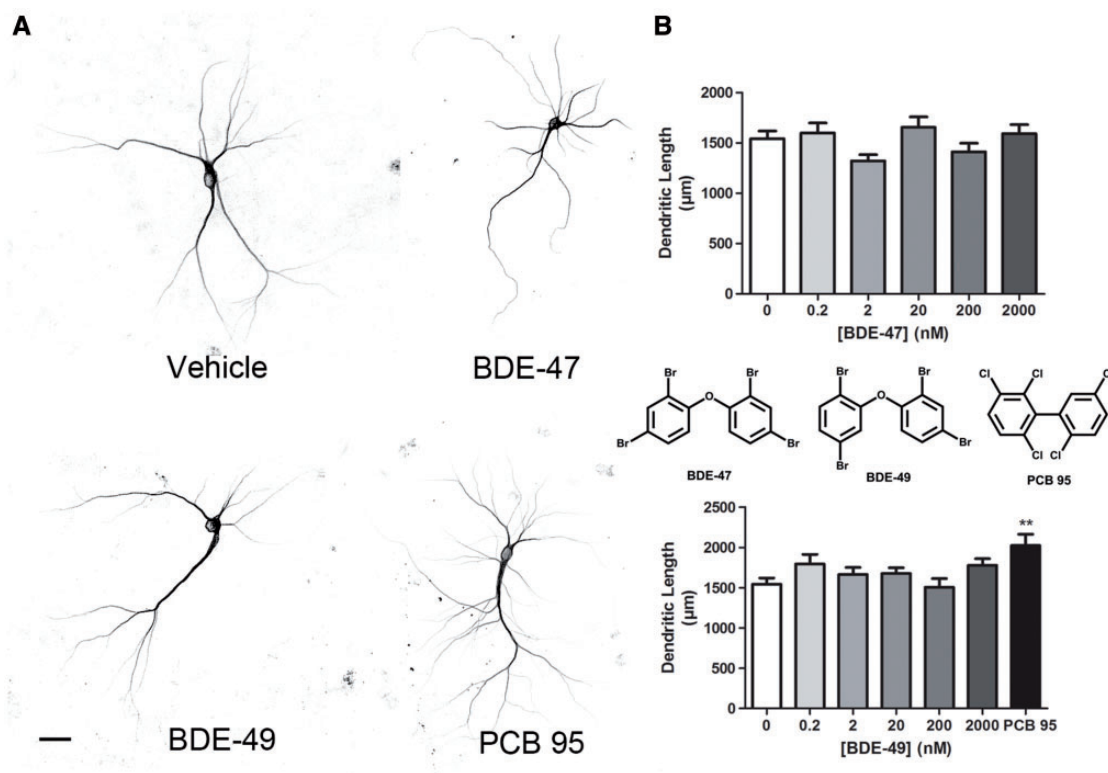 A
Vehicle
BDE-47
BDE-49
PCB 95
B
Dendritic Length
(µm)
2000
1500
1000
500
0
0 0.2 2 20 200 2000
[BDE-47] (nM)
Br Br
O
Br Br
BDE-47
Br Br
O
Br
Br
BDE-49
Cl Cl
Cl Cl
PCB 95
Dendritic Length
(µm)
2500
2000
1500
1000
500
0
**
0 0.2 2 20 200 2000 PCB 95
[BDE-49] (nM)